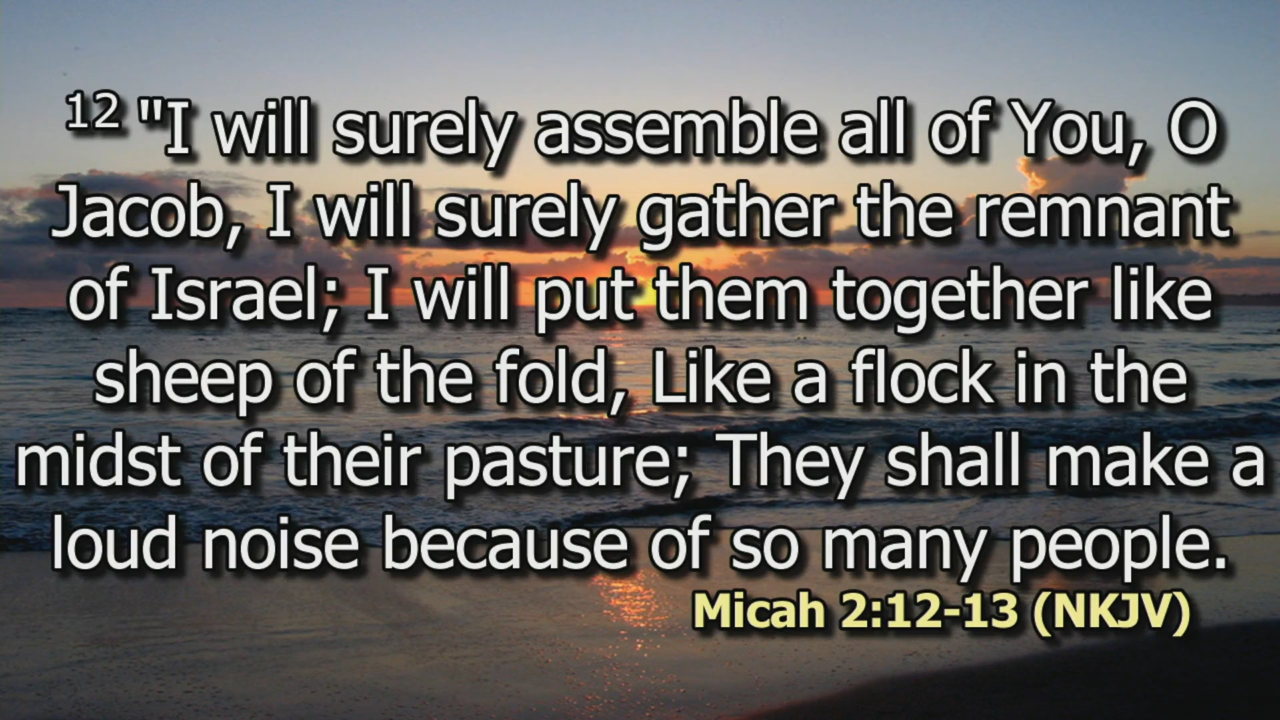 12 "I will surely assemble all of You, O
Jacob, I will surely gather the remnant
of Israel; I will put them together like
sheep of the fold, Like a flock in the
midst of their pasture; They shall make a
loud noise because of so many people.
Micah 2:12-13 (NKJV)